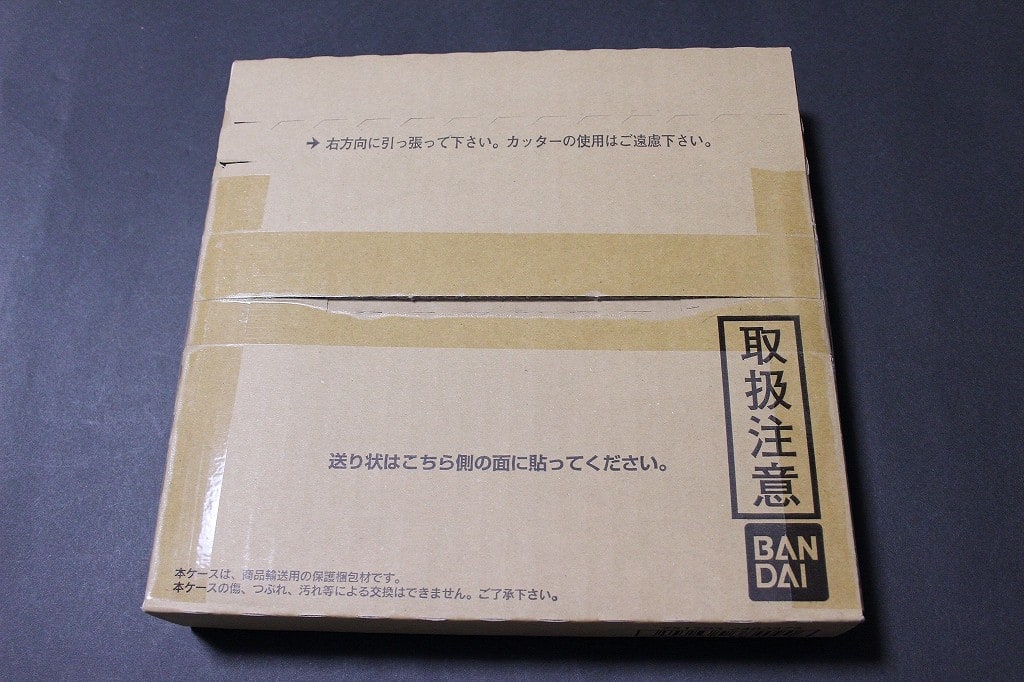 → 右方向に引っ張って下さい。カッターの使用はご遠慮下さい。
取扱注意
送り状はこちら側の面に貼ってください。
BAN
DAI
本ケースは、商品輸送用の保護梱包材です。
本ケースの傷、つぶれ、汚れ等による交換はできません。ご了承下さい。